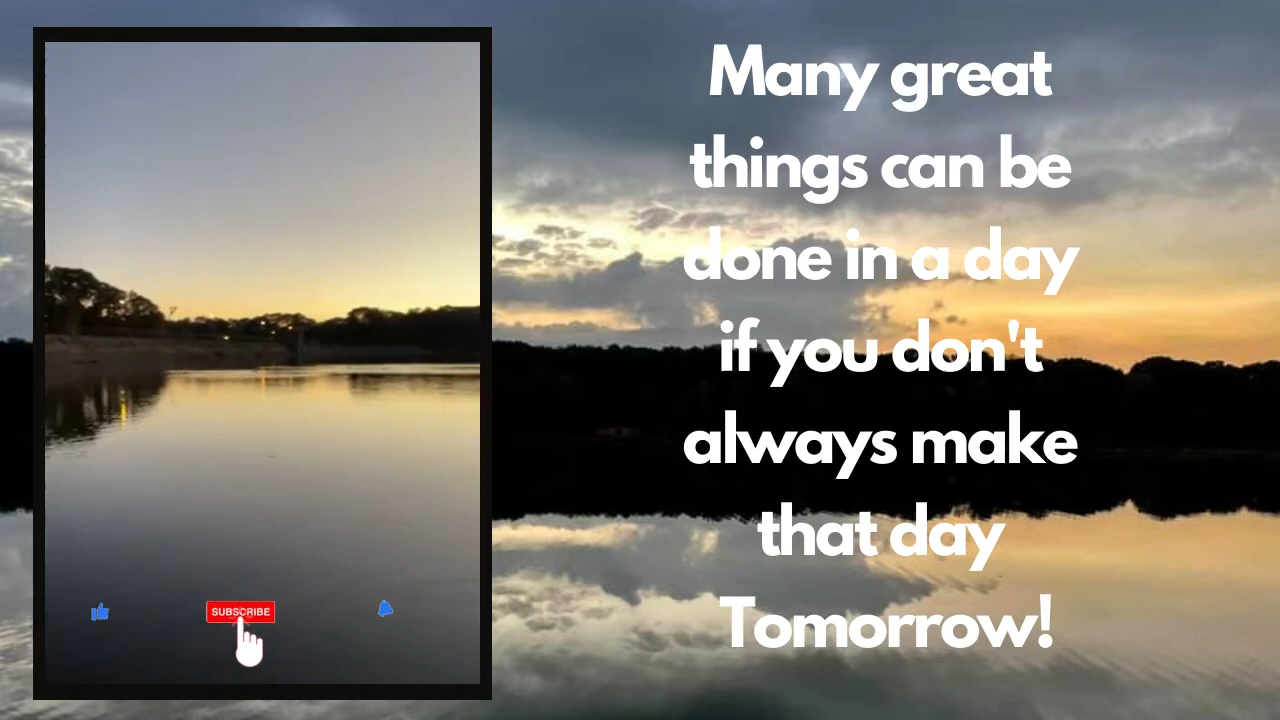 Many great
things can be
done in a day
if you don't
always make
that day
Tomorrow!
SUBSCRIBE